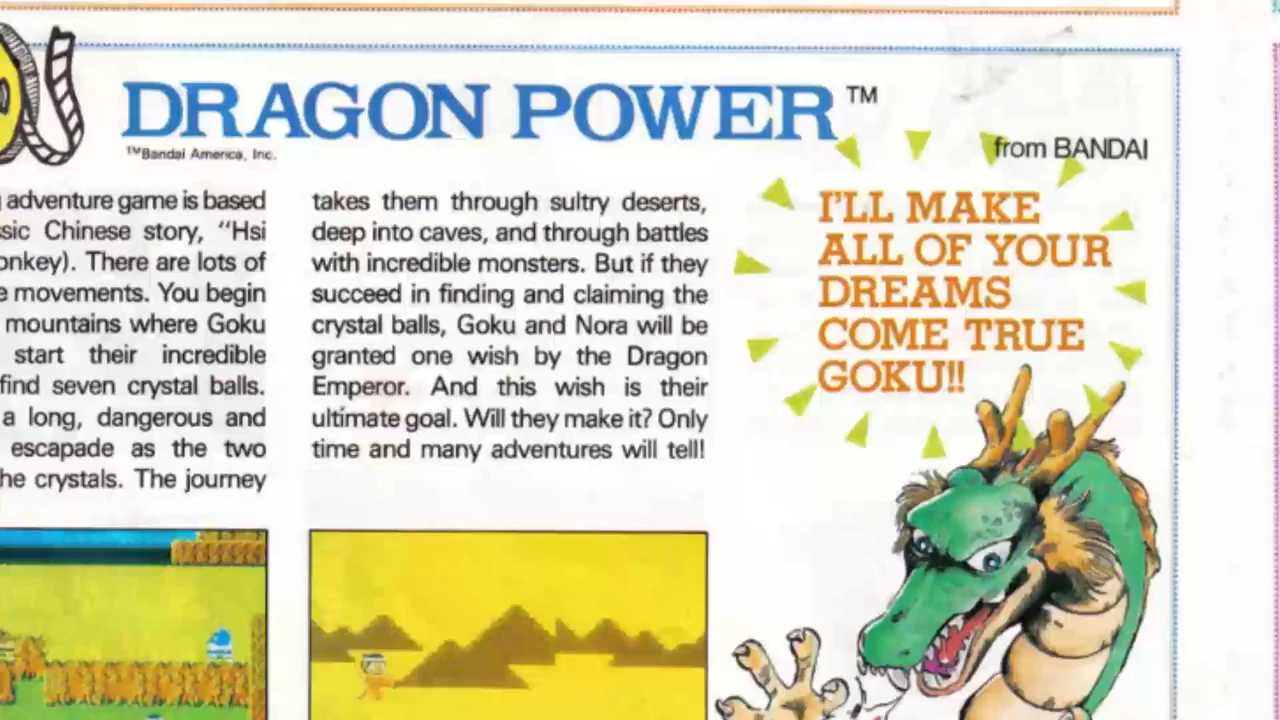 DRAGON POWER™
™Bandai America, Inc.
from BANDAI
adventure game is based
Chinese story, "Hsi
There are lots of
movements. You begin
mountains where Goku
start their incredible
find seven crystal balls.
a long, dangerous and
escapade as the two
crystals. The journey
takes them through sultry deserts,
deep into caves, and through battles
with incredible monsters. But if they
succeed in finding and claiming the
crystal balls, Goku and Nora will be
granted one wish by the Dragon
Emperor. And this wish is their
ultimate goal. Will they make it? Only
time and many adventures will tell!
I'LL MAKE
ALL OF YOUR
DREAMS
COME TRUE
GOKU!!